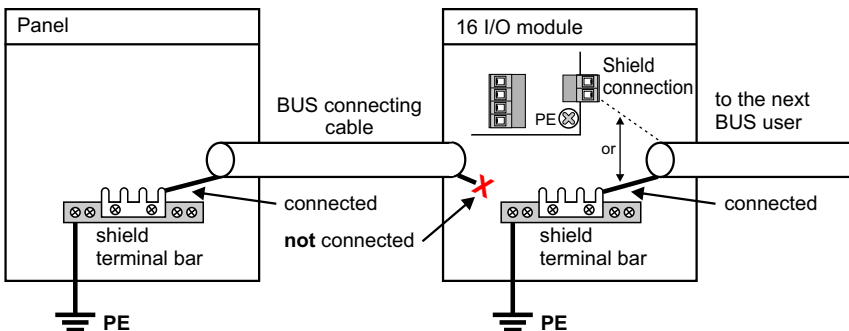 Panel
BUS connecting
cable
connected
not connected
shield
terminal bar
PE
16 I/O module
Shield
connection
PE
or
to the next
BUS user
connected
shield
terminal bar
PE